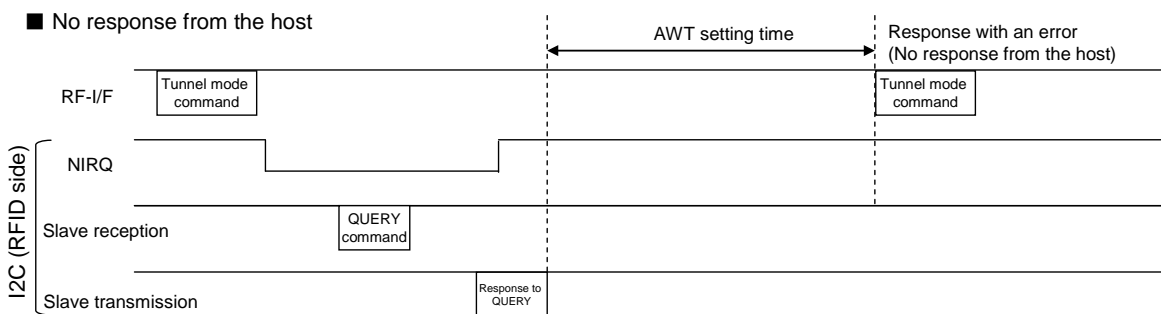 ■ No response from the host
AWT setting time
Response with an error
(No response from the host)
RF-I/F
Tunnel mode
command
Tunnel mode
command
I2C (RFID side)
NIRQ
Slave reception
QUERY
command
Slave transmission
Response to
QUERY